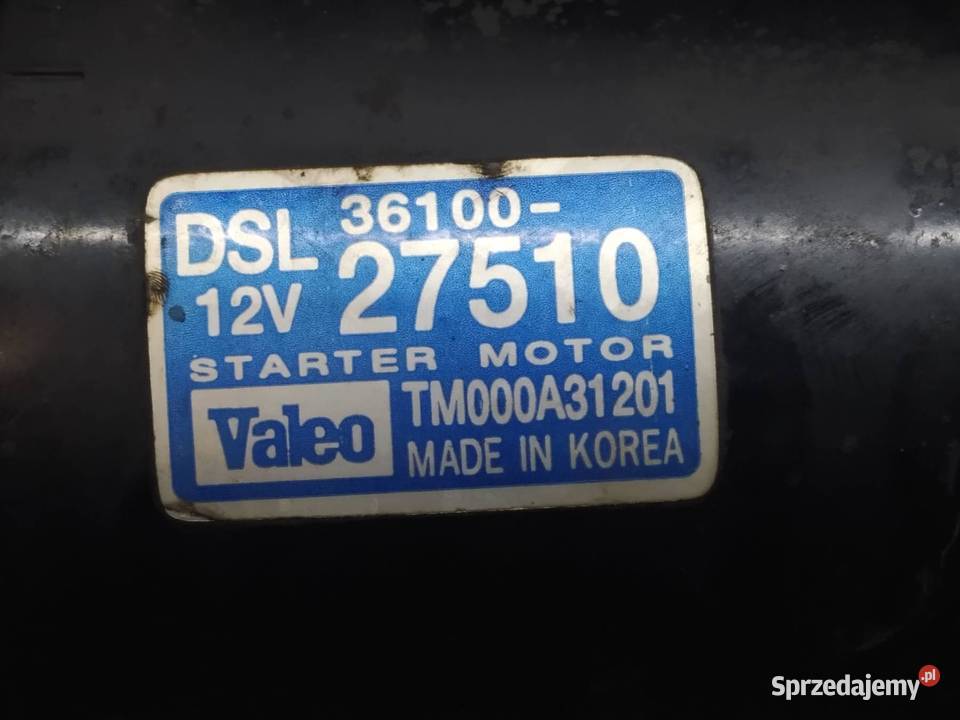 DSL 36100-
12V 27510
STARTER MOTOR
Valeo TM000A31201
MADE IN KOREA
Sprzedajemy.pl